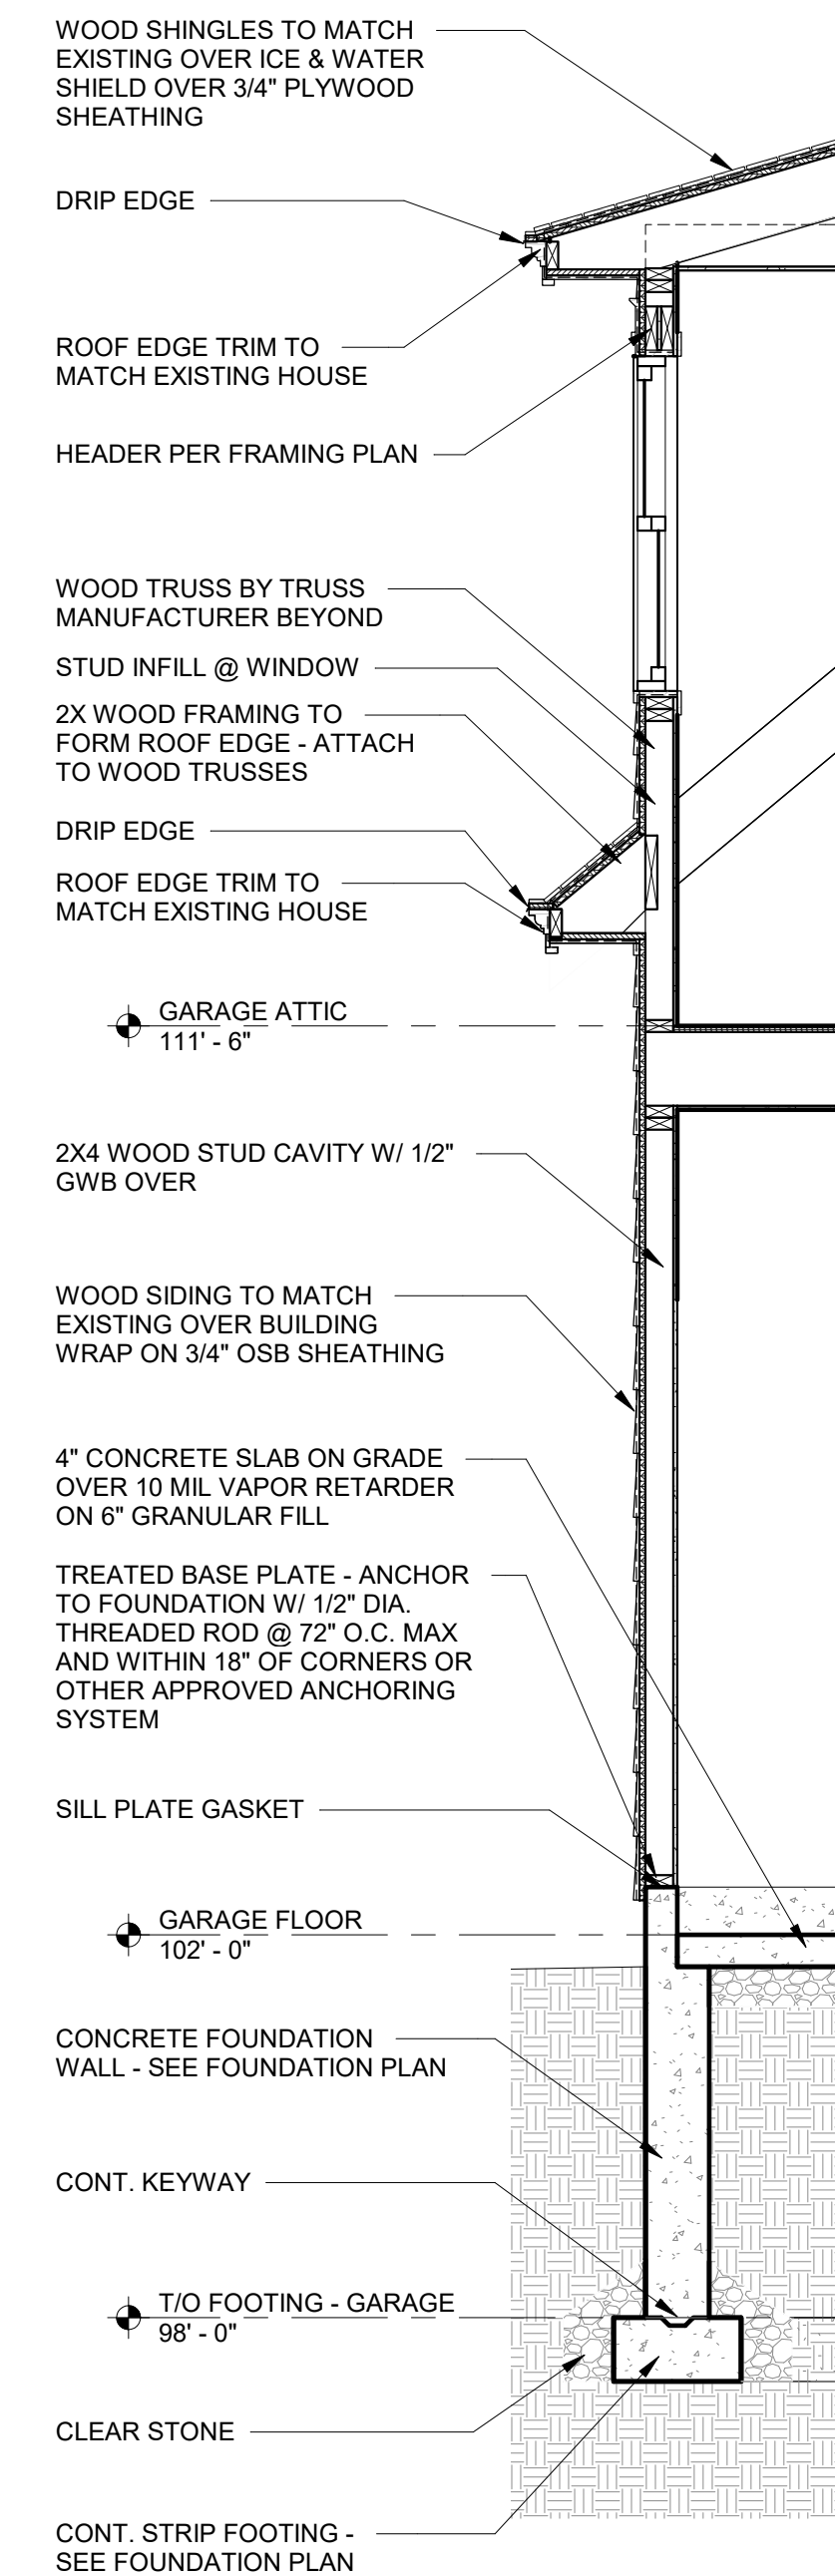 WOOD SHINGLES TO MATCH
EXISTING OVER ICE & WATER
SHIELD OVER 3/4" PLYWOOD
SHEATHING
DRIP EDGE
ROOF EDGE TRIM TO
MATCH EXISTING HOUSE
HEADER PER FRAMING PLAN
WOOD TRUSS BY TRUSS
MANUFACTURER BEYOND
STUD INFILL @ WINDOW
2X WOOD FRAMING TO
FORM ROOF EDGE - ATTACH
TO WOOD TRUSSES
DRIP EDGE
ROOF EDGE TRIM TO
MATCH EXISTING HOUSE
GARAGE ATTIC
111' - 6"
2X4 WOOD STUD CAVITY W/ 1/2"
GWB OVER
WOOD SIDING TO MATCH
EXISTING OVER BUILDING
WRAP ON 3/4" OSB SHEATHING
4" CONCRETE SLAB ON GRADE
OVER 10 MIL VAPOR RETARDER
ON 6" GRANULAR FILL
TREATED BASE PLATE - ANCHOR
TO FOUNDATION W/ 1/2" DIA.
THREADED ROD @ 72" O.C. MAX
AND WITHIN 18" OF CORNERS OR
OTHER APPROVED ANCHORING
SYSTEM
SILL PLATE GASKET
GARAGE FLOOR
102' - 0"
CONCRETE FOUNDATION
WALL - SEE FOUNDATION PLAN
CONT. KEYWAY
T/O FOOTING - GARAGE
98' - 0"
CLEAR STONE
CONT. STRIP FOOTING -
SEE FOUNDATION PLAN